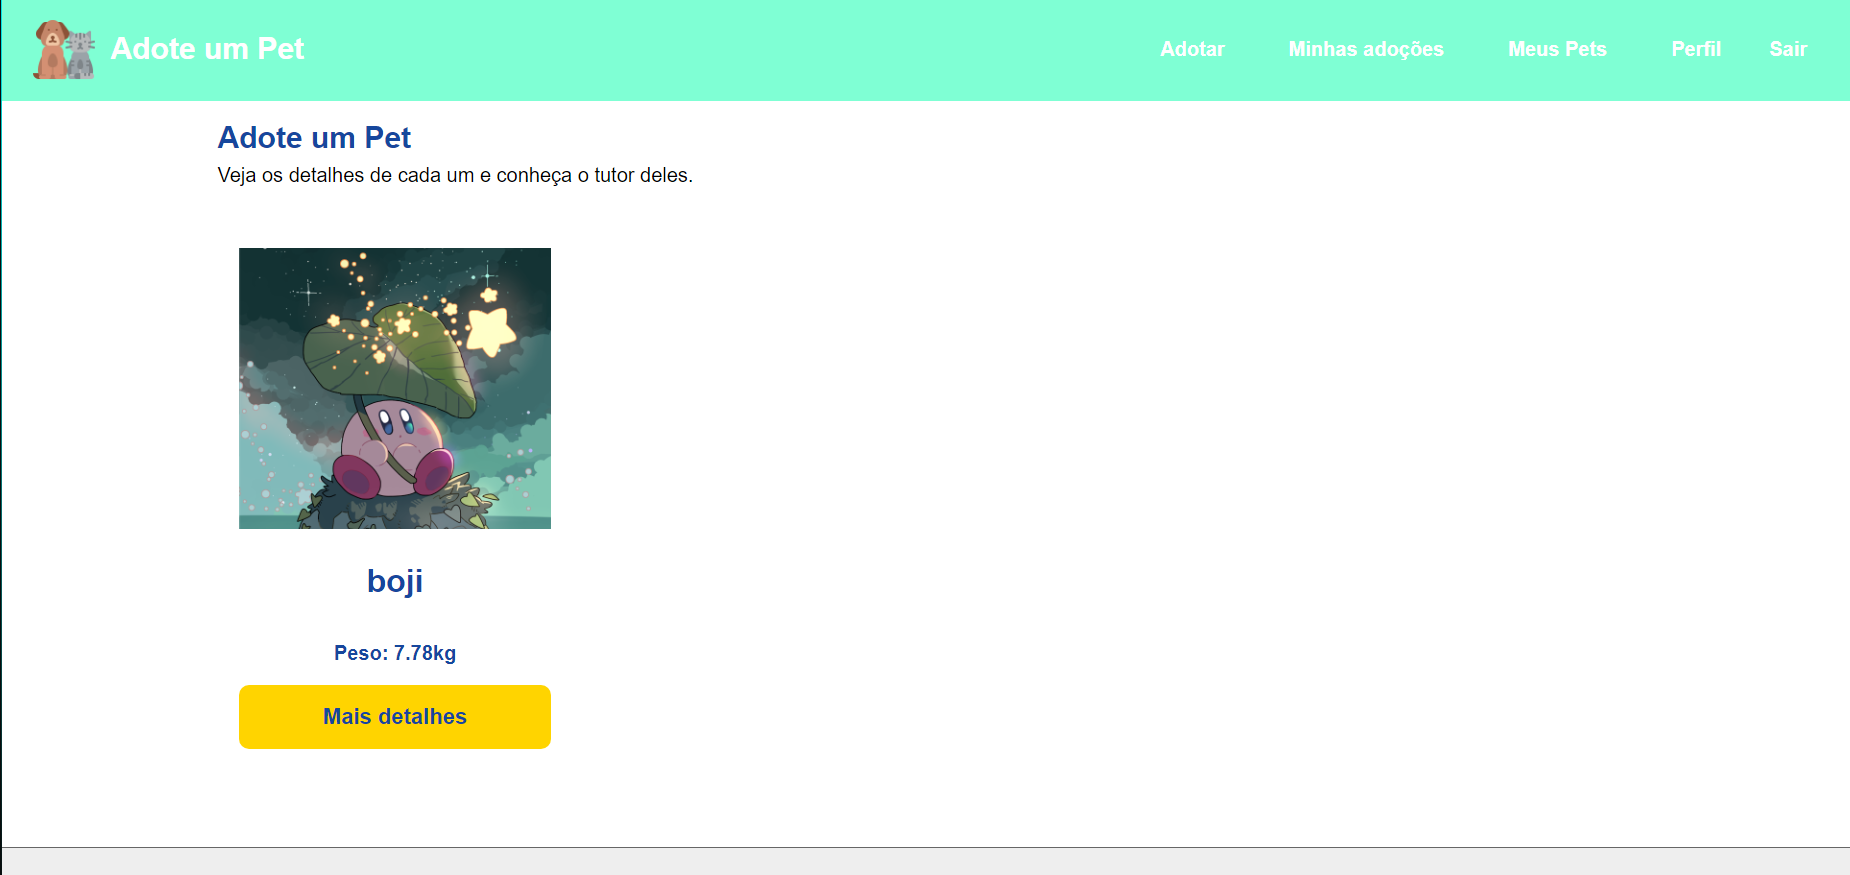 Adote um Pet
Adotar
Minhas adoções
Meus Pets
Perfil
Sair
Adote um Pet
Veja os detalhes de cada um e conheça o tutor deles.
boji
Peso: 7.78kg
Mais detalhes